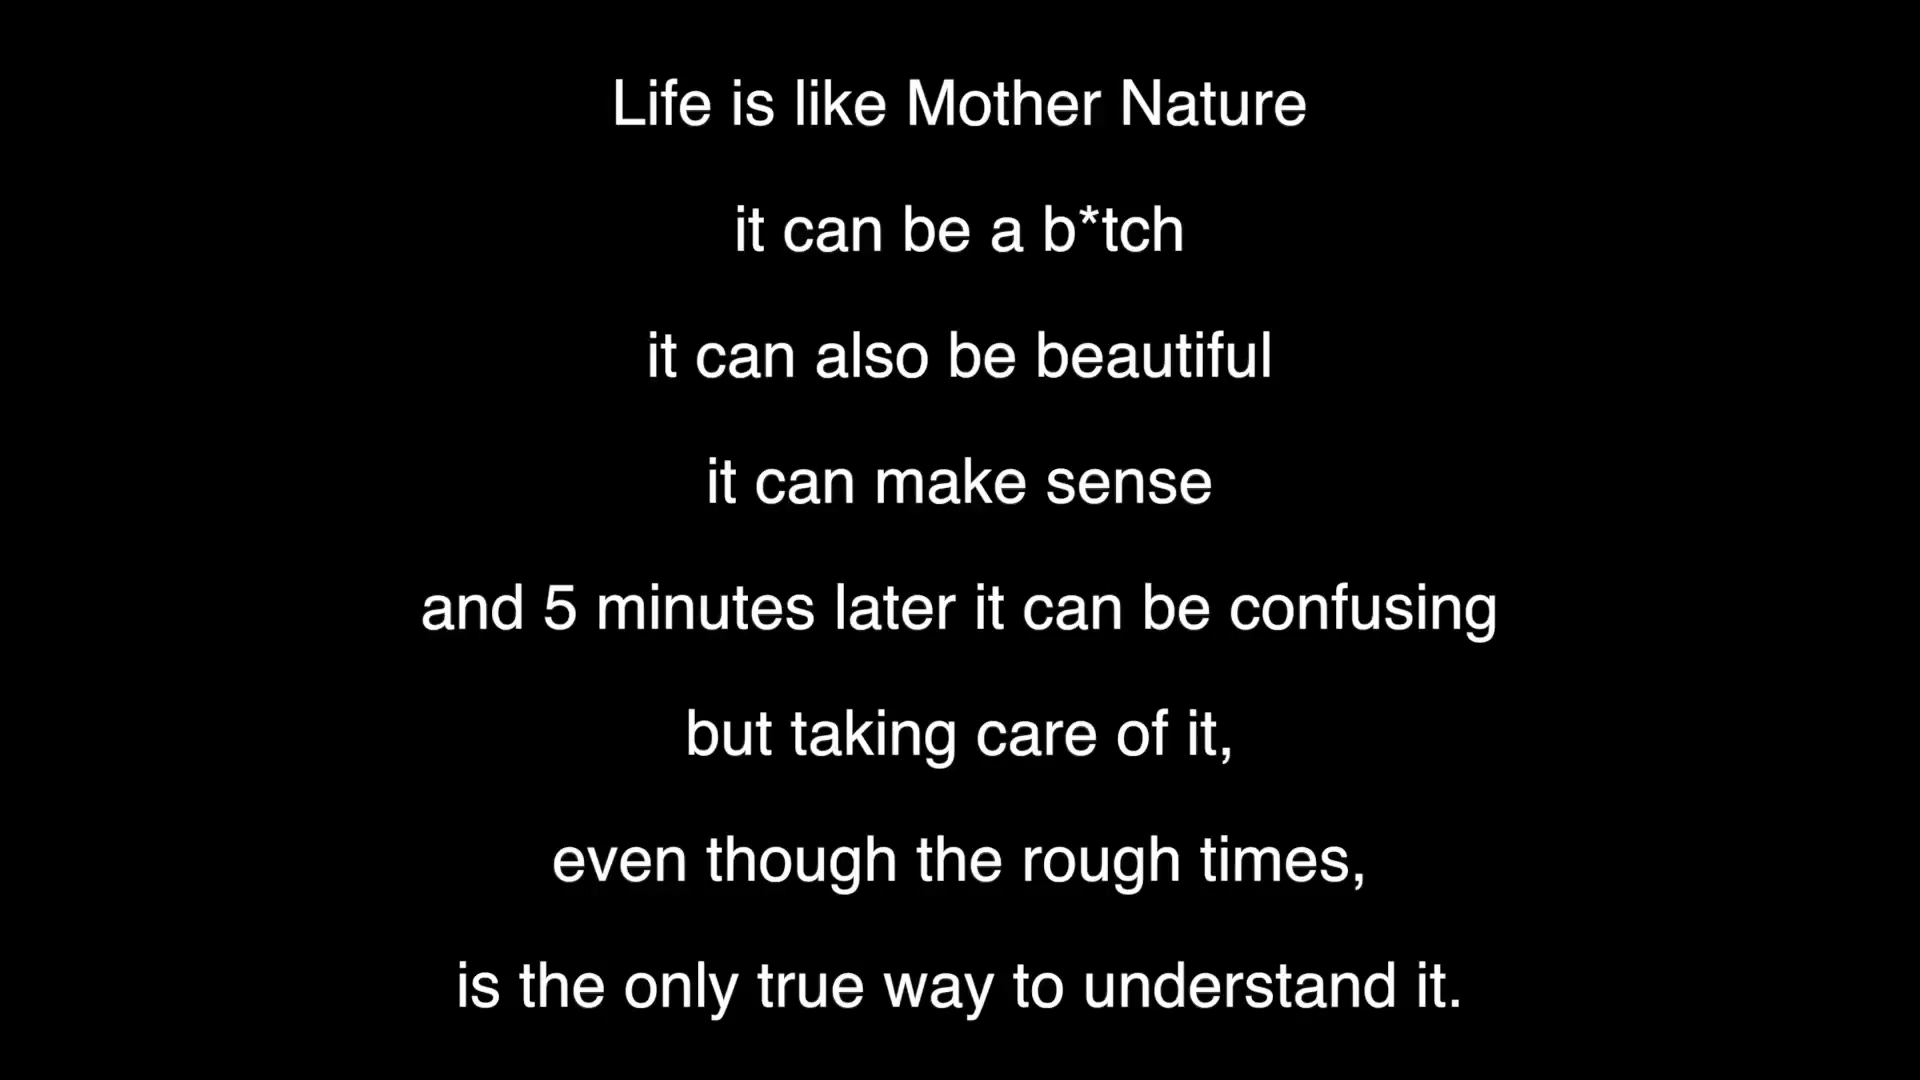 Life is like Mother Nature
it can be a b*tch
it can also be beautiful
it can make sense
and 5 minutes later it can be confusing
but taking care of it,
even though the rough times,
is the only true way to understand it.